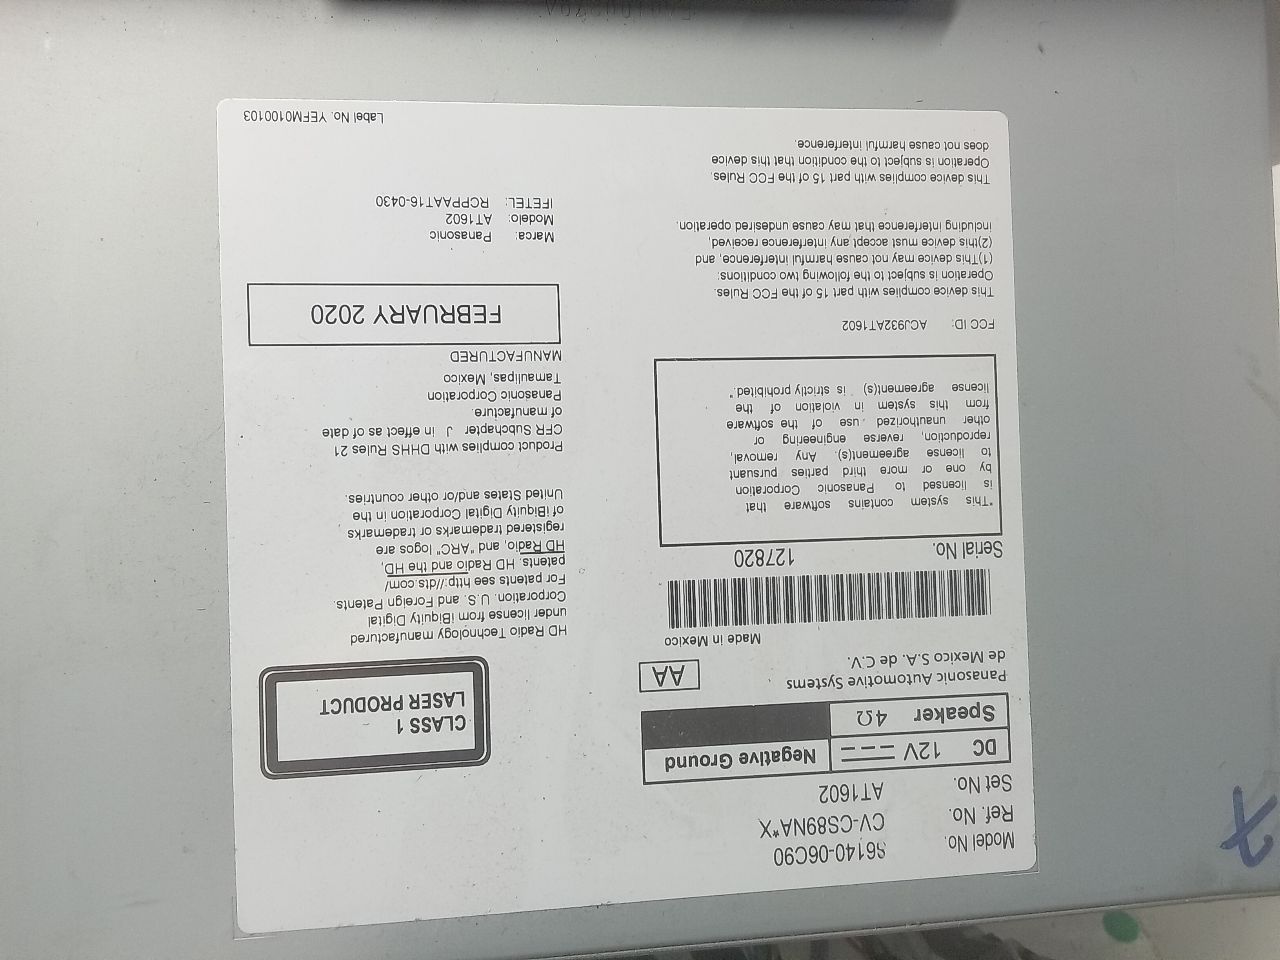 Model No. 86140-06C90
Ref. No. CV-CS89NA*X
Set No. AT1602
DC 12V Negative Ground
Speaker 4Ω
Panasonic Automotive Systems
de Mexico S.A. de C.V.
AA
Made in Mexico
Serial No. 127820
"This system contains software that
is licensed to Panasonic Corporation
by one or more third parties pursuant
to license agreement(s). Any removal,
reproduction, reverse engineering or
other unauthorized use of the software
from this system in violation of the
license agreement(s) is strictly prohibited."
FCC ID: ACJ932AT1602
This device complies with part 15 of the FCC Rules.
Operation is subject to the following two conditions:
(1)This device may not cause harmful interference, and
(2)this device must accept any interference received,
including interference that may cause undesired operation.
This device complies with part 15 of the FCC Rules.
Operation is subject to the condition that this device
does not cause harmful interference.
CLASS 1
LASER PRODUCT
HD Radio Technology manufactured
under license from iBiquity Digital
Corporation. U.S. and Foreign Patents.
For patents see http://dts.com/
patents. HD Radio and the HD,
HD Radio, and "ARC" logos are
registered trademarks or trademarks
of iBiquity Digital Corporation in the
United States and/or other countries.
Product complies with DHHS Rules 21
CFR Subchapter J in effect as of date
of manufacture.
Panasonic Corporation
Tamaulipas, Mexico
MANUFACTURED
FEBRUARY 2020
Marca: Panasonic
Modelo: AT1602
IFETEL: RCPPAAT16-0430
Label No. YEFM0100103